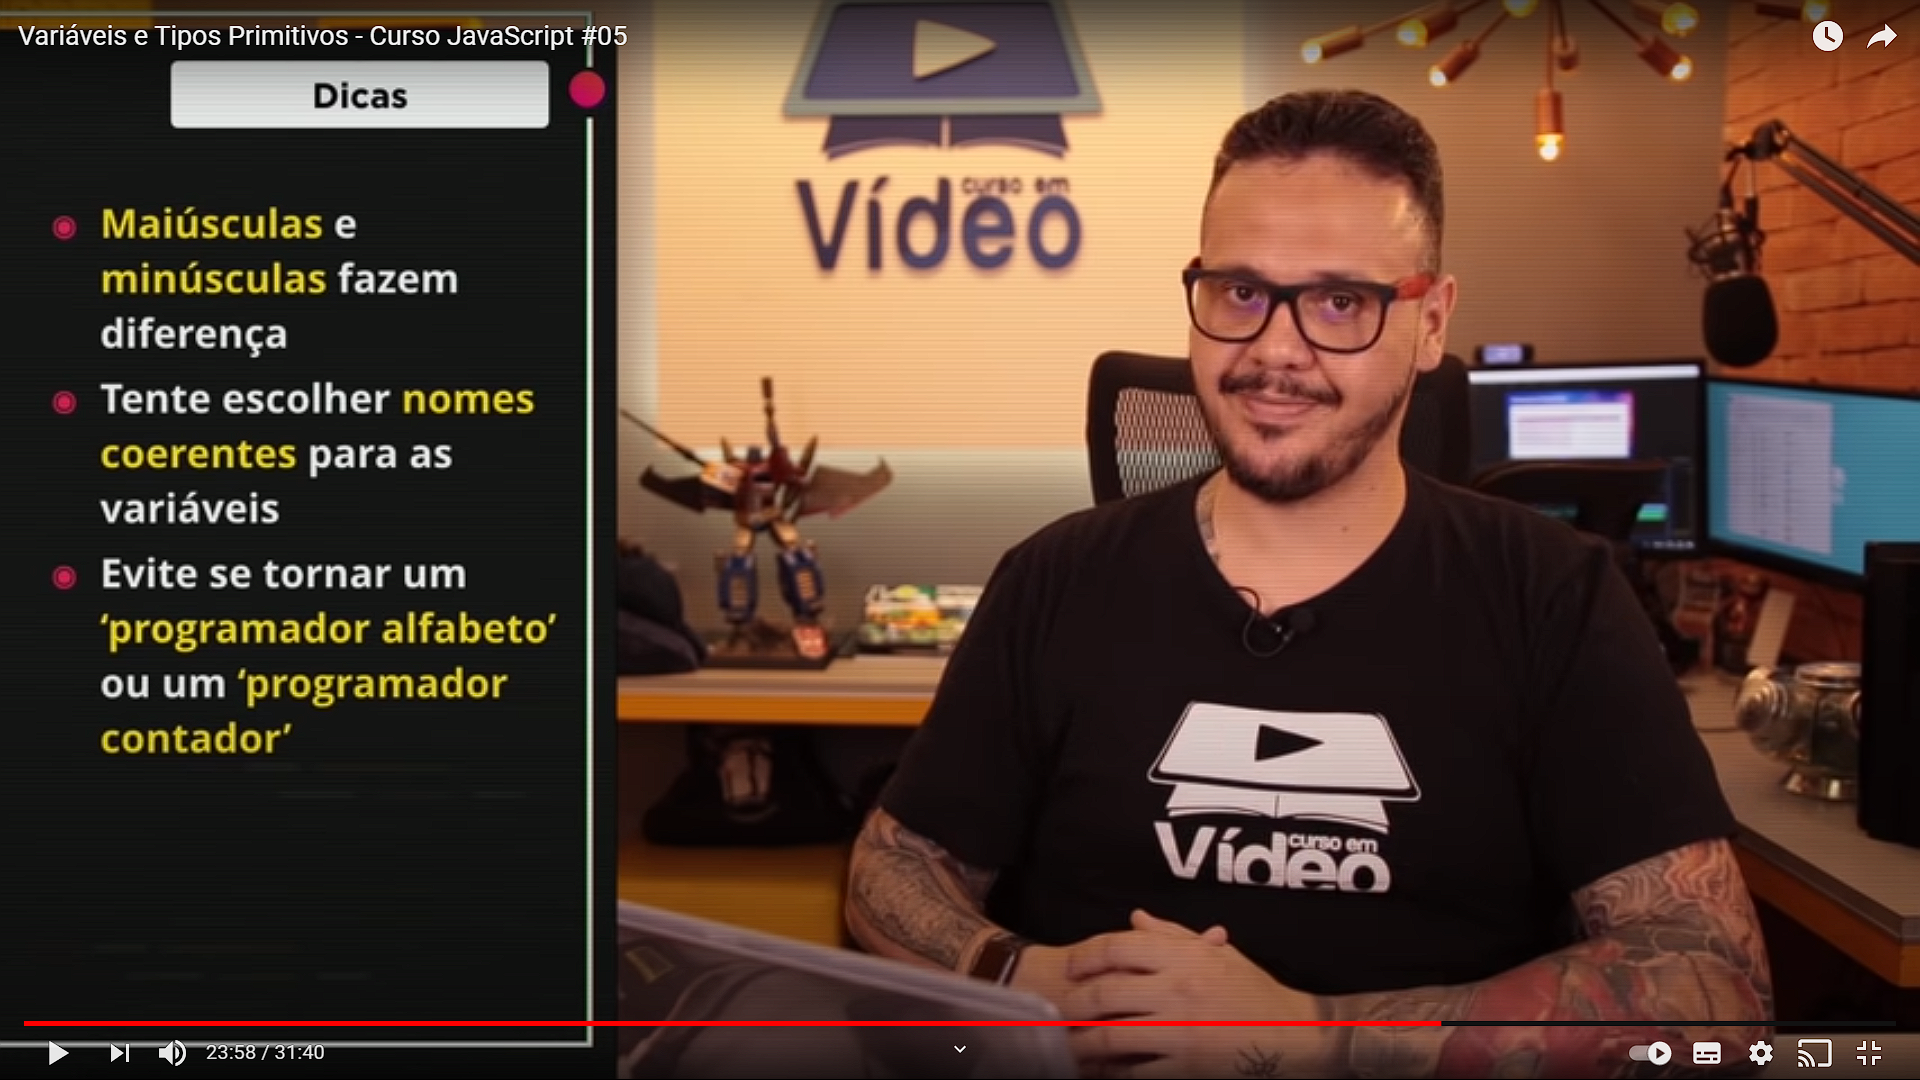 Variáveis e Tipos Primitivos - Curso JavaScript #05
Dicas
Maiúsculas e
minúsculas fazem
diferença
Tente escolher nomes
coerentes para as
variáveis
Evite se tornar um
‘programador alfabeto’
ou um ‘programador
contador’
curso em
Vídeo
curso em
Vídeo
23:58 / 31:40